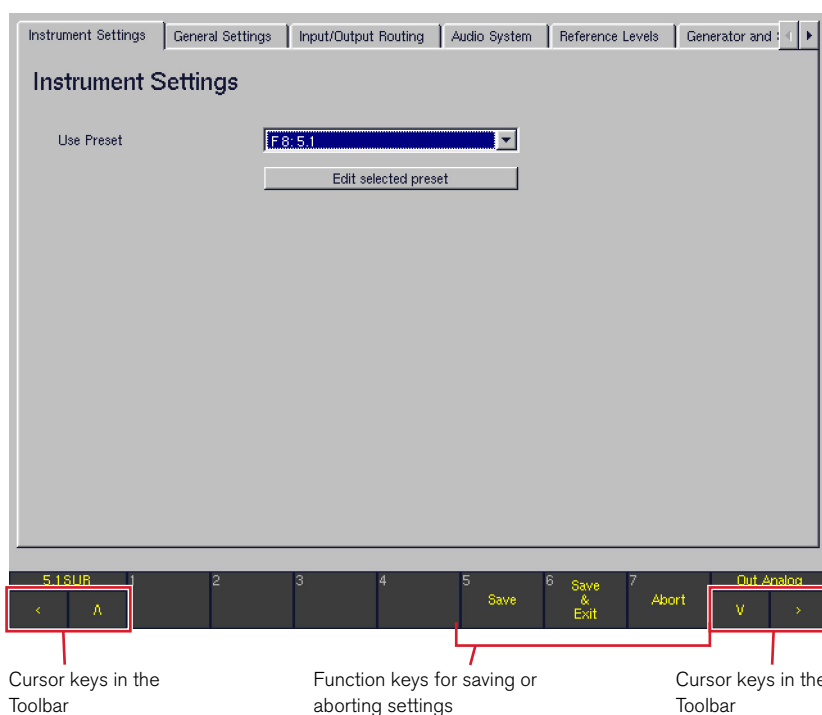 Instrument Settings General Settings Input/Output Routing Audio System Reference Levels Generator and
Instrument Settings
Use Preset F 8: 5.1
Edit selected preset
5.1SUR 1 2 3 4 5 6 7 Out Analog
< Λ Save Save & Exit Abort V >
Cursor keys in the Toolbar
Function keys for saving or aborting settings
Cursor keys in the Toolbar